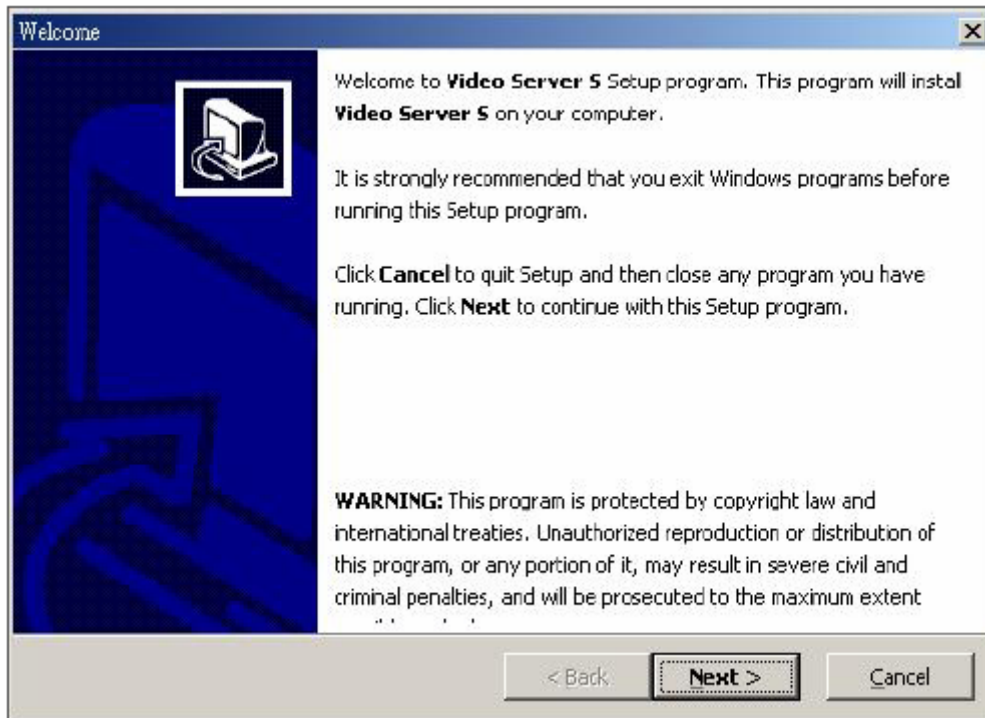 Welcome
Welcome to Video Server S Setup program. This program will instal
Video Server S on your computer.
It is strongly recommended that you exit Windows programs before
running this Setup program.
Click Cancel to quit Setup and then close any program you have
running. Click Next to continue with this Setup program.
WARNING: This program is protected by copyright law and
international treaties. Unauthorized reproduction or distribution of
this program, or any portion of it, may result in severe civil and
criminal penalties, and will be prosecuted to the maximum extent
< Back
Next >
Cancel